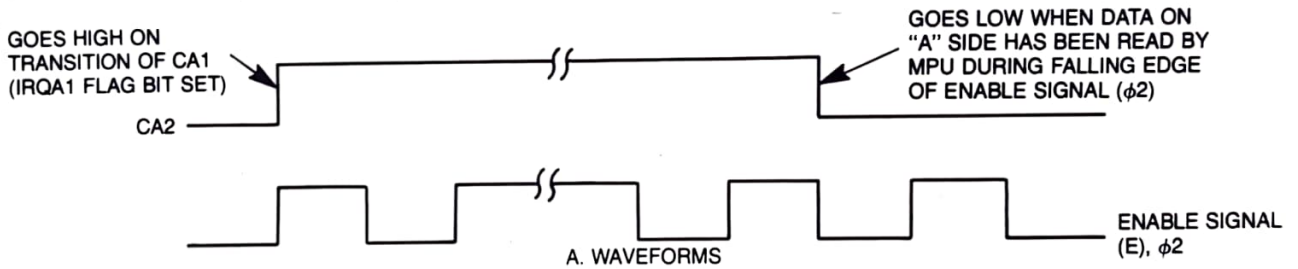 GOES HIGH ON
TRANSITION OF CA1
(IRQA1 FLAG BIT SET)
GOES LOW WHEN DATA ON
“A” SIDE HAS BEEN READ BY
MPU DURING FALLING EDGE
OF ENABLE SIGNAL (ϕ2)
CA2
ENABLE SIGNAL
(E), ϕ2
A. WAVEFORMS